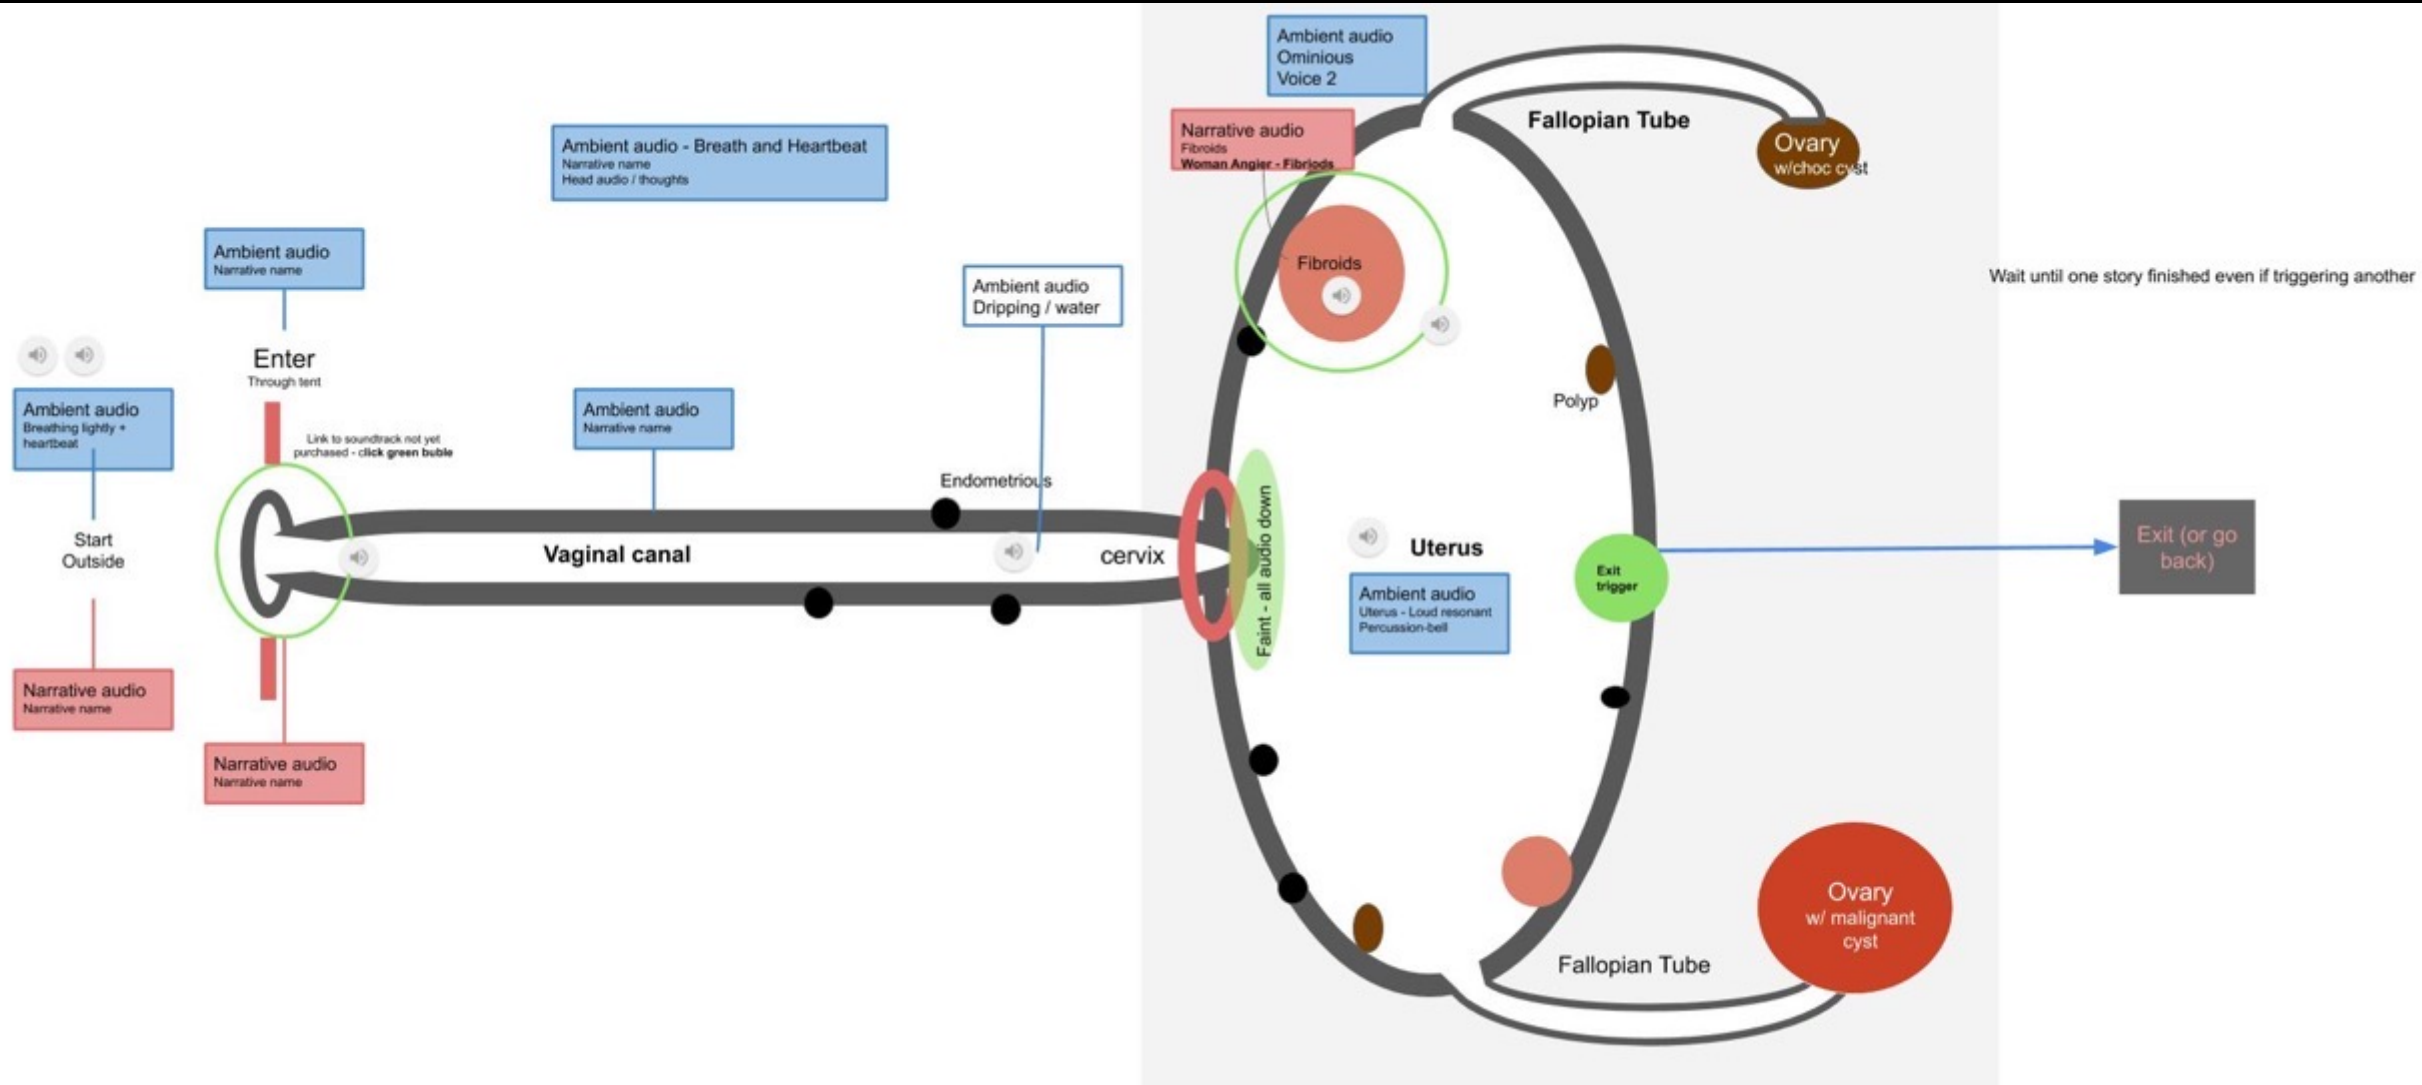 Ambient audio
Ominious
Voice 2
Narrative audio
Fibroids
Woman Angier - Fibriods
Fallopian Tube
Ovary
w/choc cyst
Ambient audio - Breath and Heartbeat
Narrative name
Head audio / thoughts
Ambient audio
Narrative name
Enter
Through tent
Ambient audio
Dripping / water
Fibroids
Wait until one story finished even if triggering another
Ambient audio
Breathing lightly +
heartbeat
Link to soundtrack not yet
purchased - click green buble
Ambient audio
Narrative name
Polyp
Endometrious
Start
Outside
Vaginal canal
cervix
Faint - all audio down
Uterus
Ambient audio
Uterus - Loud resonant
Percussion-bell
Exit
trigger
Exit (or go
back)
Narrative audio
Narrative name
Narrative audio
Narrative name
Ovary
w/ malignant
cyst
Fallopian Tube